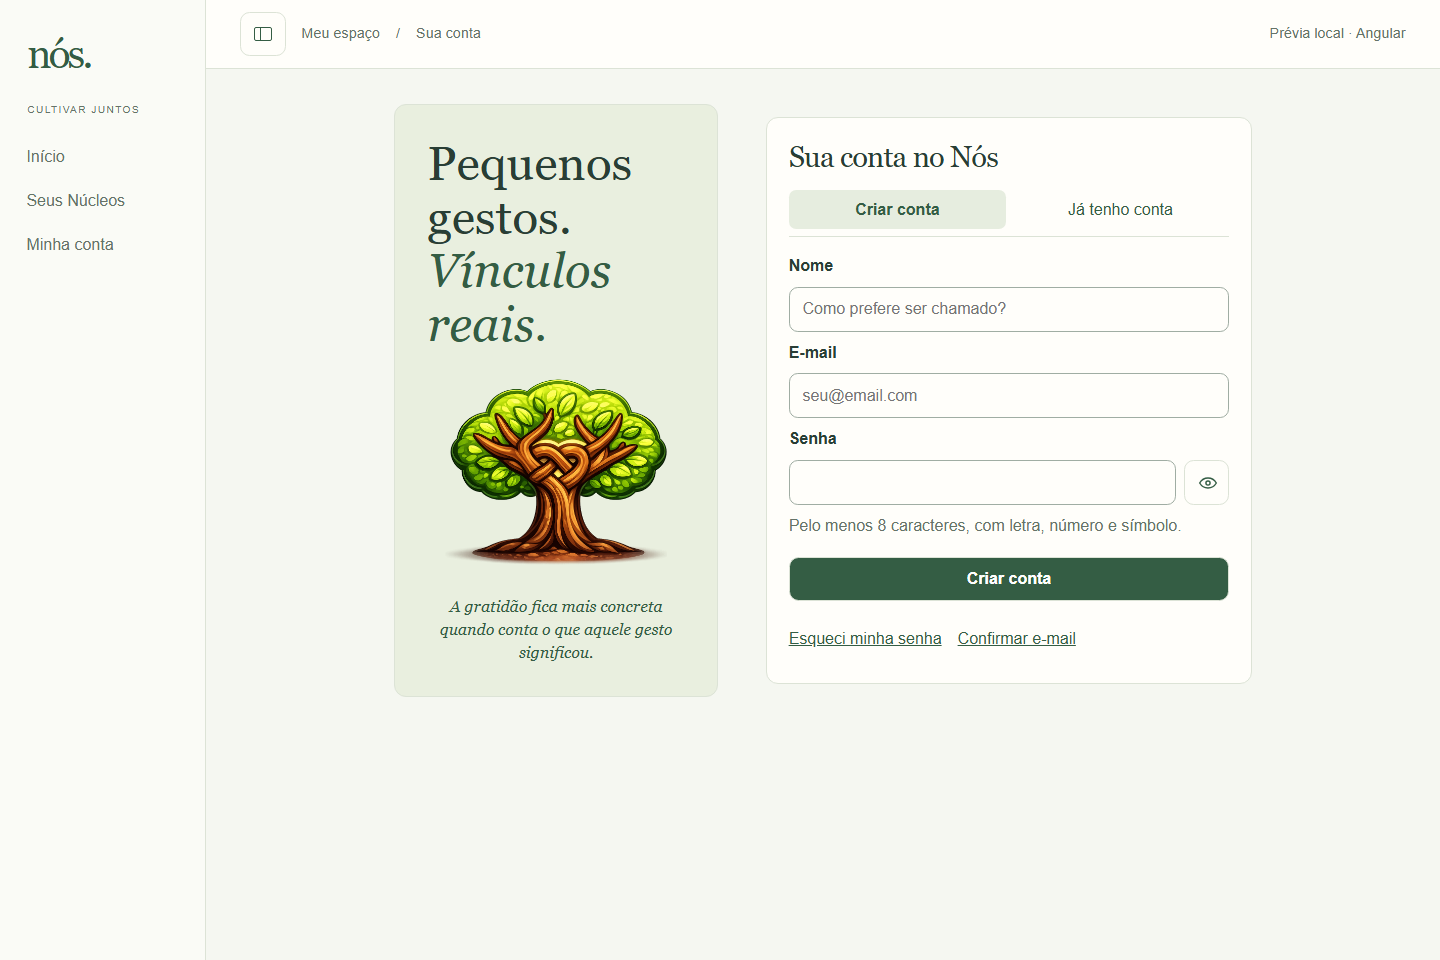 nós.
CULTIVAR JUNTOS
Início
Seus Núcleos
Minha conta
Meu espaço / Sua conta
Prévia local · Angular
Pequenos
gestos.
Vínculos
reais.
A gratidão fica mais concreta
quando conta o que aquele gesto
significou.
Sua conta no Nós
Criar conta
Já tenho conta
Nome
Como prefere ser chamado?
E-mail
seu@email.com
Senha
Pelo menos 8 caracteres, com letra, número e símbolo.
Criar conta
Esqueci minha senha Confirmar e-mail